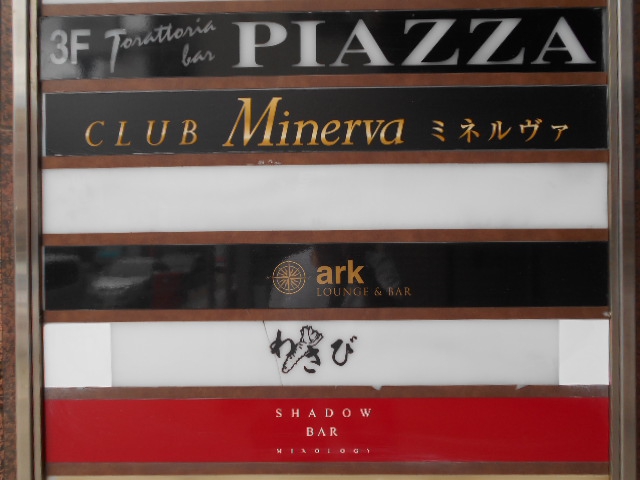 3F Torattoria bar PIAZZA
CLUB Minerva ミネルヴァ
ark
LOUNGE & BAR
わさび
SHADOW
BAR
MIXOLOGY